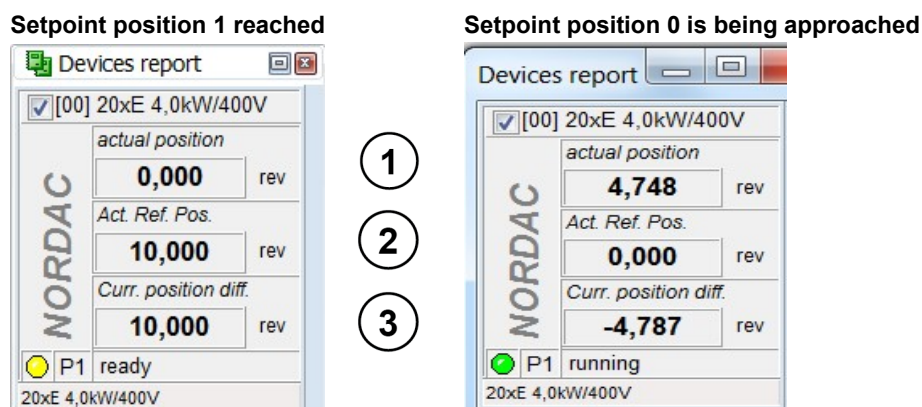 Setpoint position 1 reached
Devices report
[00] 20xE 4,0kW/400V
actual position
0,000 rev
Act. Ref. Pos.
10,000 rev
Curr. position diff.
10,000 rev
NORDAC
P1 ready
20xE 4,0kW/400V
1
2
3
Setpoint position 0 is being approached
Devices report
[00] 20xE 4,0kW/400V
actual position
4,748 rev
Act. Ref. Pos.
0,000 rev
Curr. position diff.
-4,787 rev
NORDAC
P1 running
20xE 4,0kW/400V